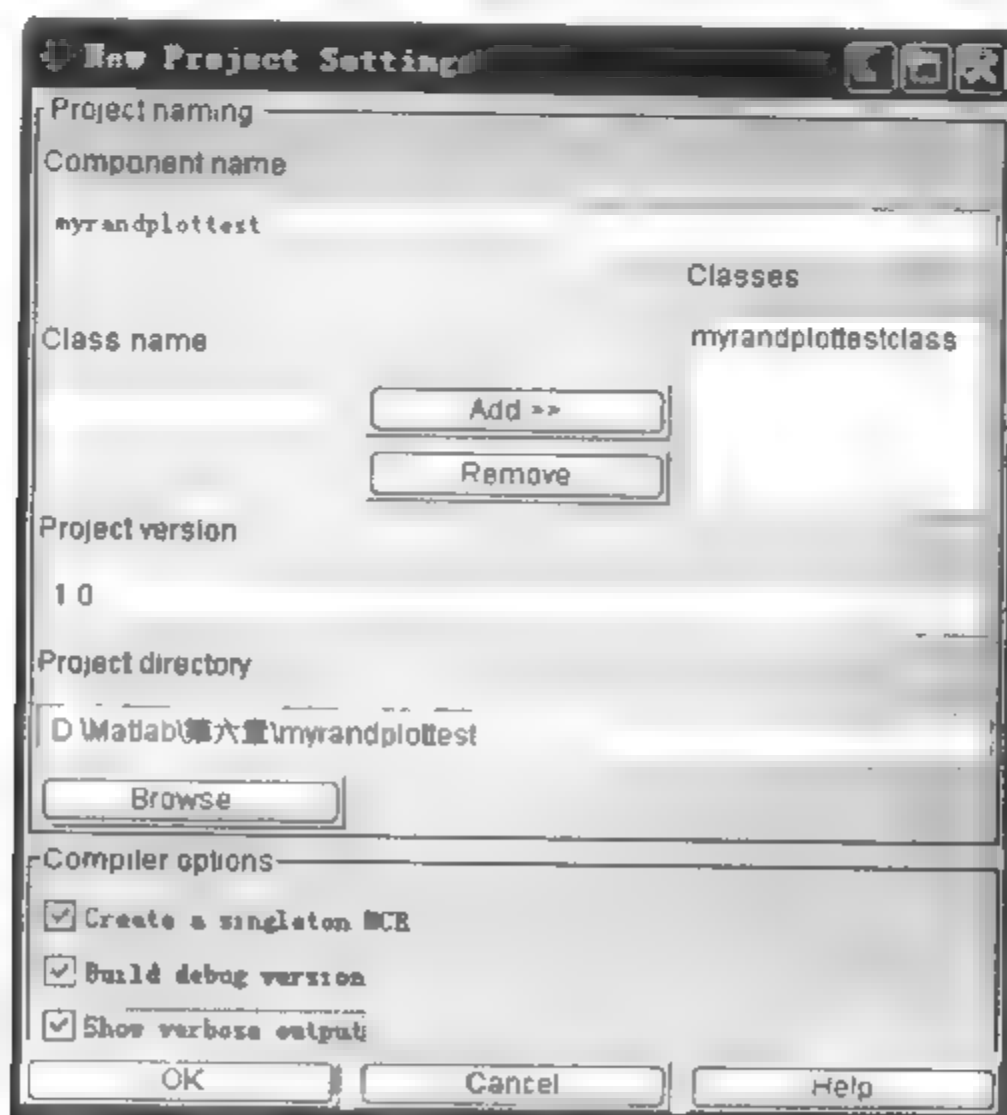 New Project Settings
Project naming
Component name
myrandplottest
Classes
Class name
myrandplottestclass
Add >>
Remove
Project version
1.0
Project directory
D:\Matlab\第六章\myrandplottest
Browse
Compiler options
Create a singleton MCR
Build debug version
Show verbose output
OK
Cancel
Help